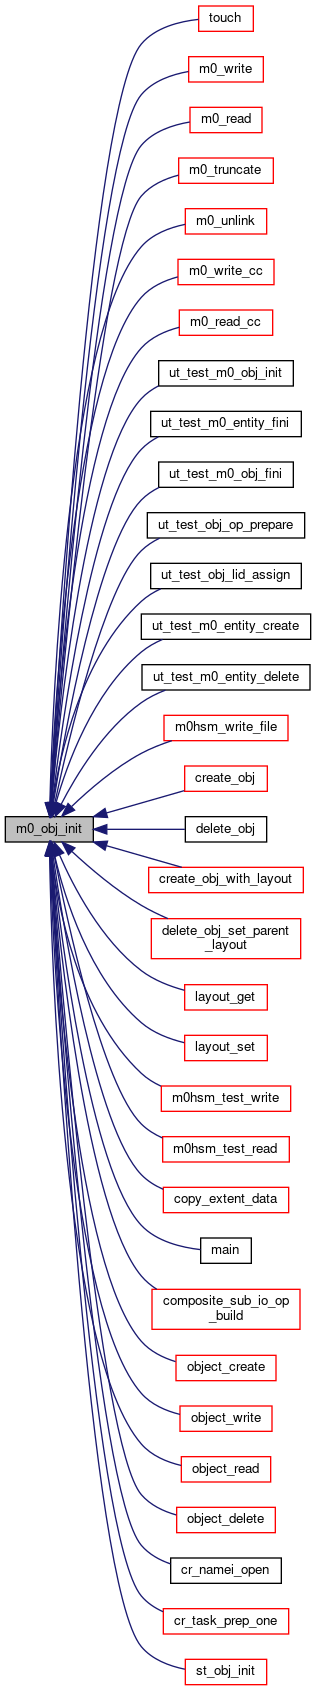 touch
m0_write
m0_read
m0_truncate
m0_unlink
m0_write_cc
m0_read_cc
ut_test_m0_obj_init
ut_test_m0_entity_fini
ut_test_m0_obj_fini
ut_test_obj_op_prepare
ut_test_obj_lid_assign
ut_test_m0_entity_create
ut_test_m0_entity_delete
m0hsm_write_file
create_obj
m0_obj_init
delete_obj
create_obj_with_layout
delete_obj_set_parent
_layout
layout_get
layout_set
m0hsm_test_write
m0hsm_test_read
copy_extent_data
main
composite_sub_io_op
_build
object_create
object_write
object_read
object_delete
cr_namei_open
cr_task_prep_one
st_obj_init